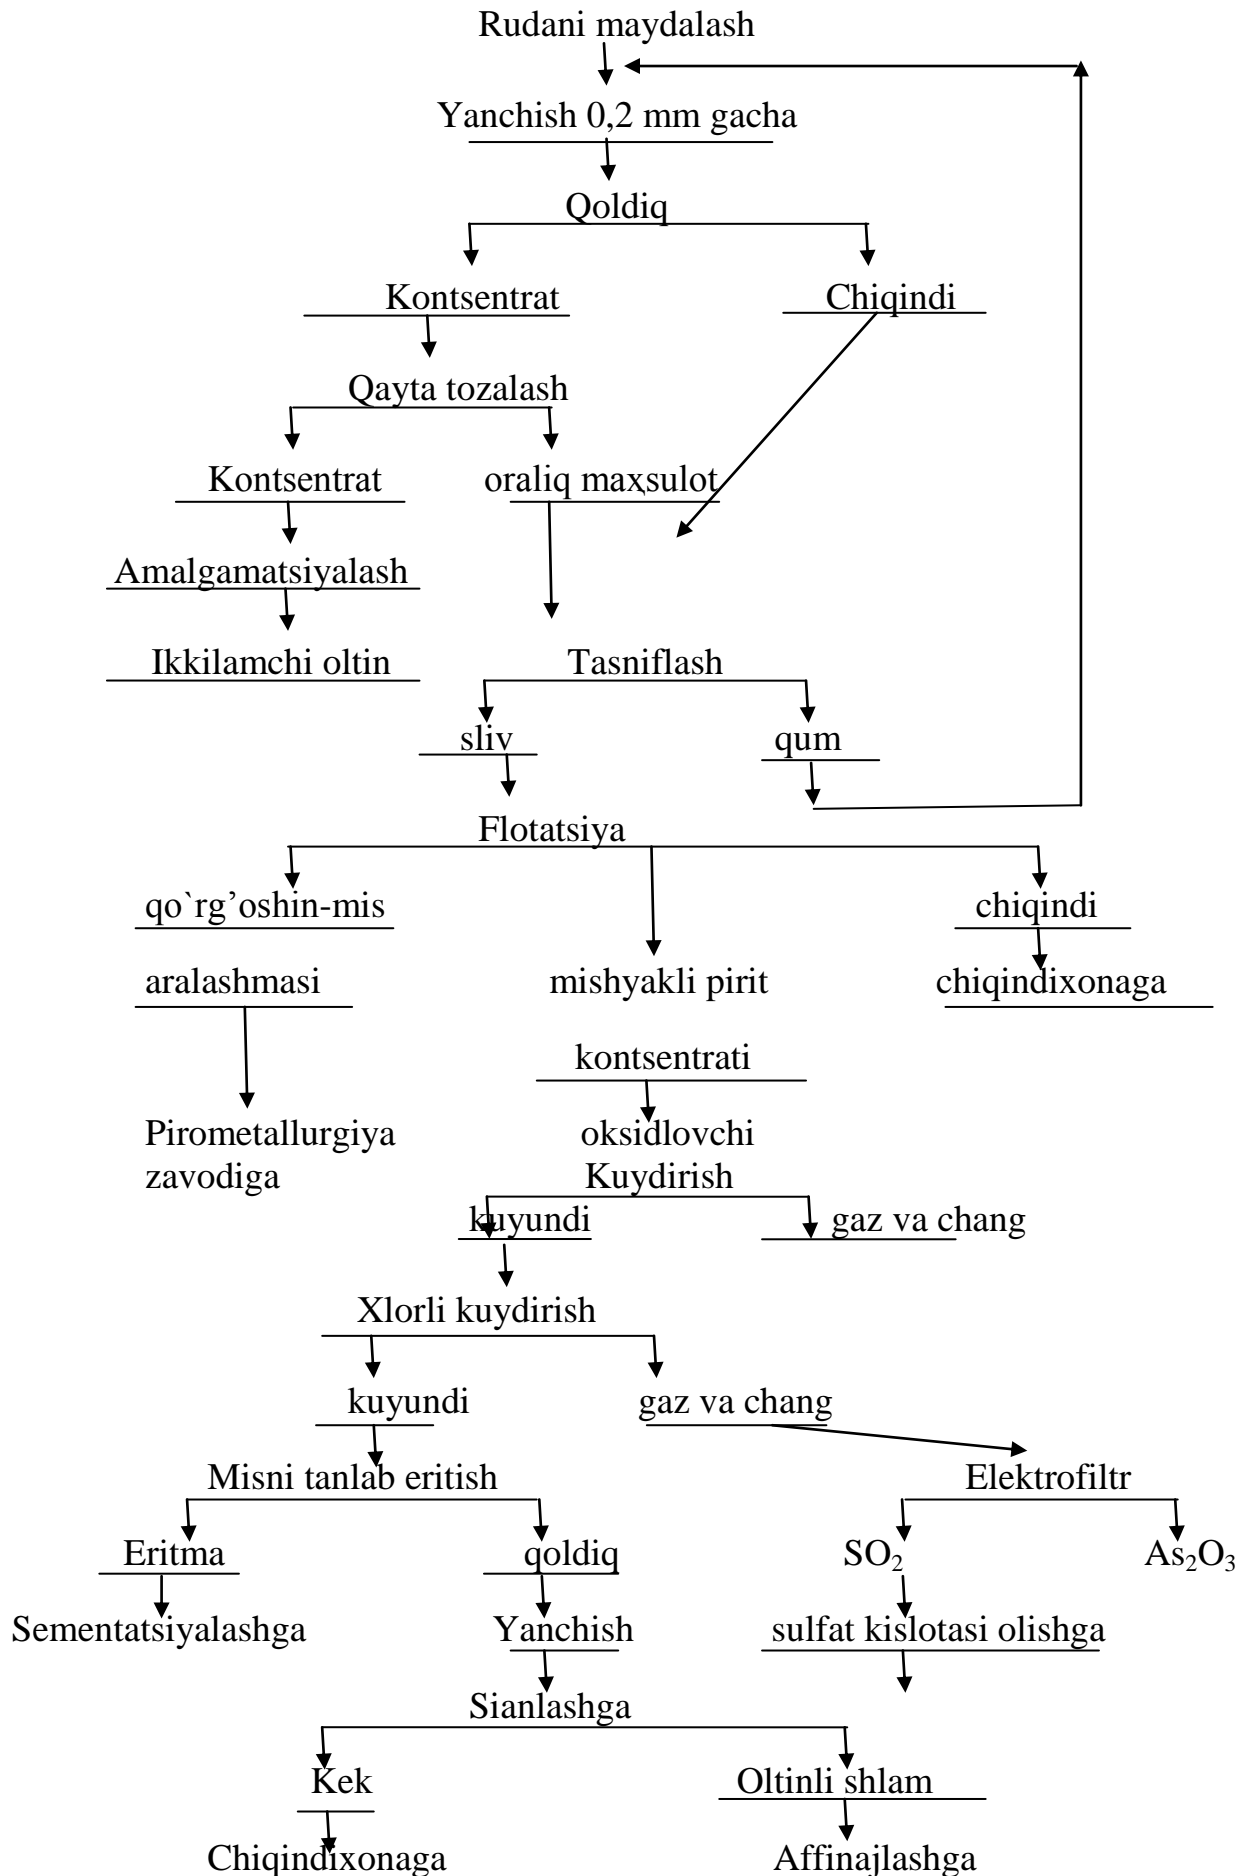 Rudani maydalash
Yanchish 0,2 mm gacha
Qoldiq
Kontsentrat
Chiqindi
Qayta tozalash
Kontsentrat
oraliq maxsulot
Amalgamatsiyalash
Ikkilamchi oltin
Tasniflash
sliv
qum
Flotatsiya
qo`rg’oshin-mis
chiqindi
aralashmasi
mishyakli pirit
chiqindixonaga
kontsentrati
Pirometallurgiya
oksidlovchi
zavodiga
Kuydirish
kuyundi
gaz va chang
Xlorli kuydirish
kuyundi
gaz va chang
Misni tanlab eritish
Elektrofiltr
Eritma
qoldiq
SO₂
As₂O₃
Sementatsiyalashga
Yanchish
sulfat kislotasi olishga
Sianlashga
Kek
Oltinli shlam
Chiqindixonaga
Affinajlashga